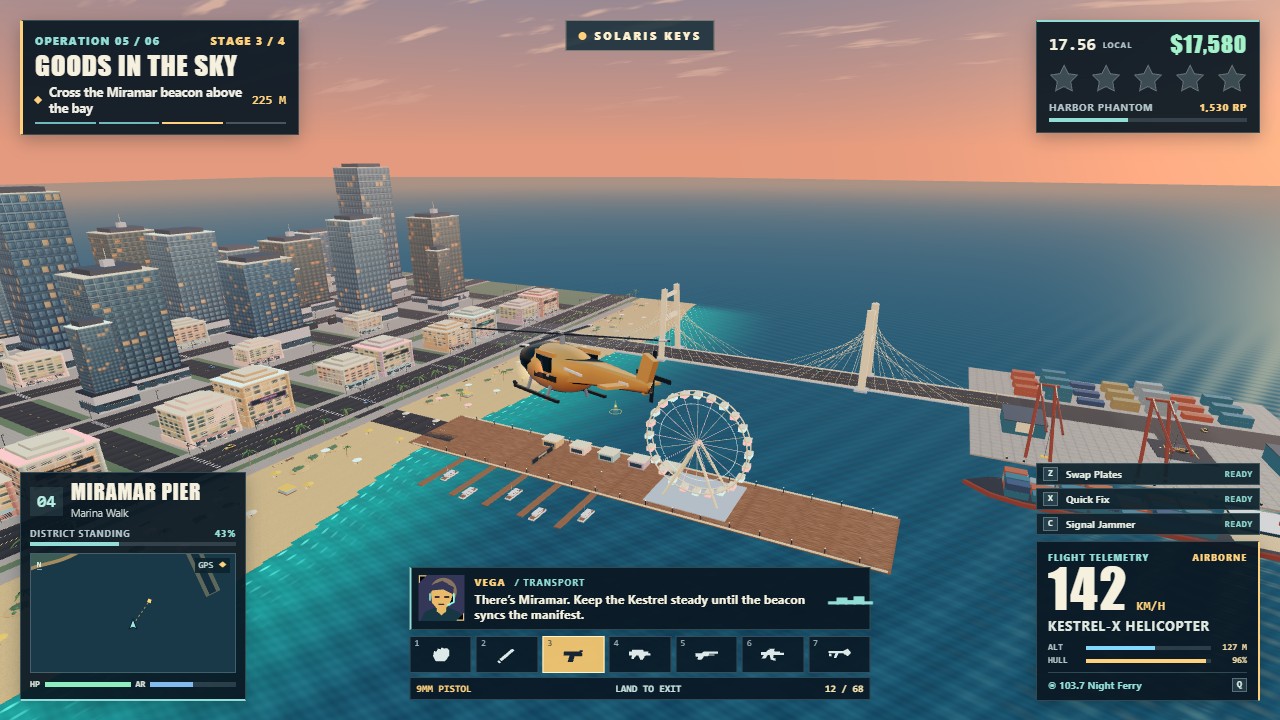 OPERATION 05 / 06 STAGE 3 / 4
GOODS IN THE SKY
Cross the Miramar beacon above 225 M
the bay
SOLARIS KEYS
17.56 LOCAL $17,580
HARBOR PHANTOM 1,530 RP
04 MIRAMAR PIER
Marina Walk
DISTRICT STANDING 43%
N GPS
HP AR
VEGA / TRANSPORT
There's Miramar. Keep the Kestrel steady until the beacon
syncs the manifest.
1 2 3 4 5 6 7
9MM PISTOL LAND TO EXIT 12 / 68
Z Swap Plates READY
X Quick Fix READY
C Signal Jammer READY
FLIGHT TELEMETRY AIRBORNE
142 KM/H
KESTREL-X HELICOPTER
ALT 127 M
HULL 96%
103.7 Night Ferry Q